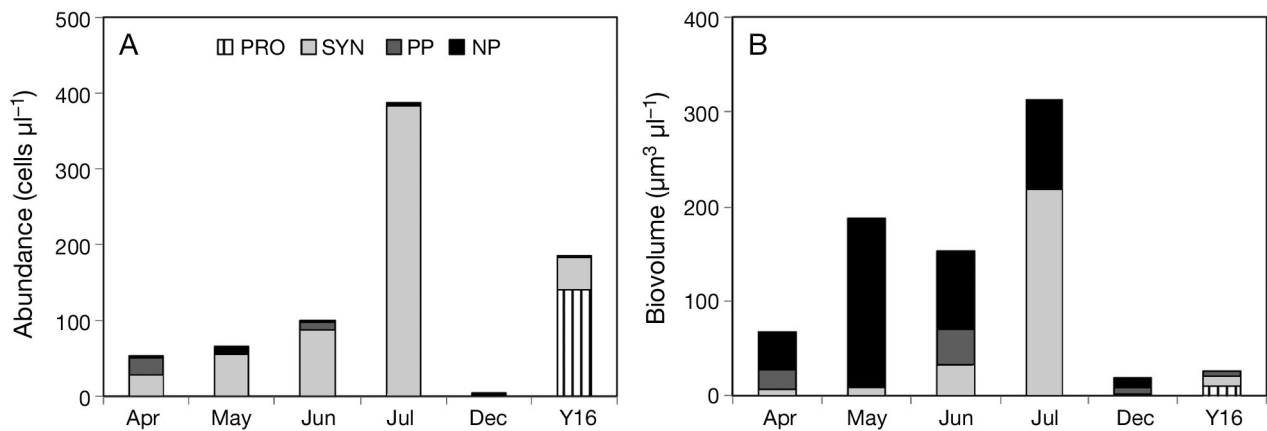 A
PRO SYN PP NP
Abundance (cells µl⁻¹)
500
400
300
200
100
0
Apr May Jun Jul Dec Y16
B
Biovolume (µm³ µl⁻¹)
400
300
200
100
0
Apr May Jun Jul Dec Y16